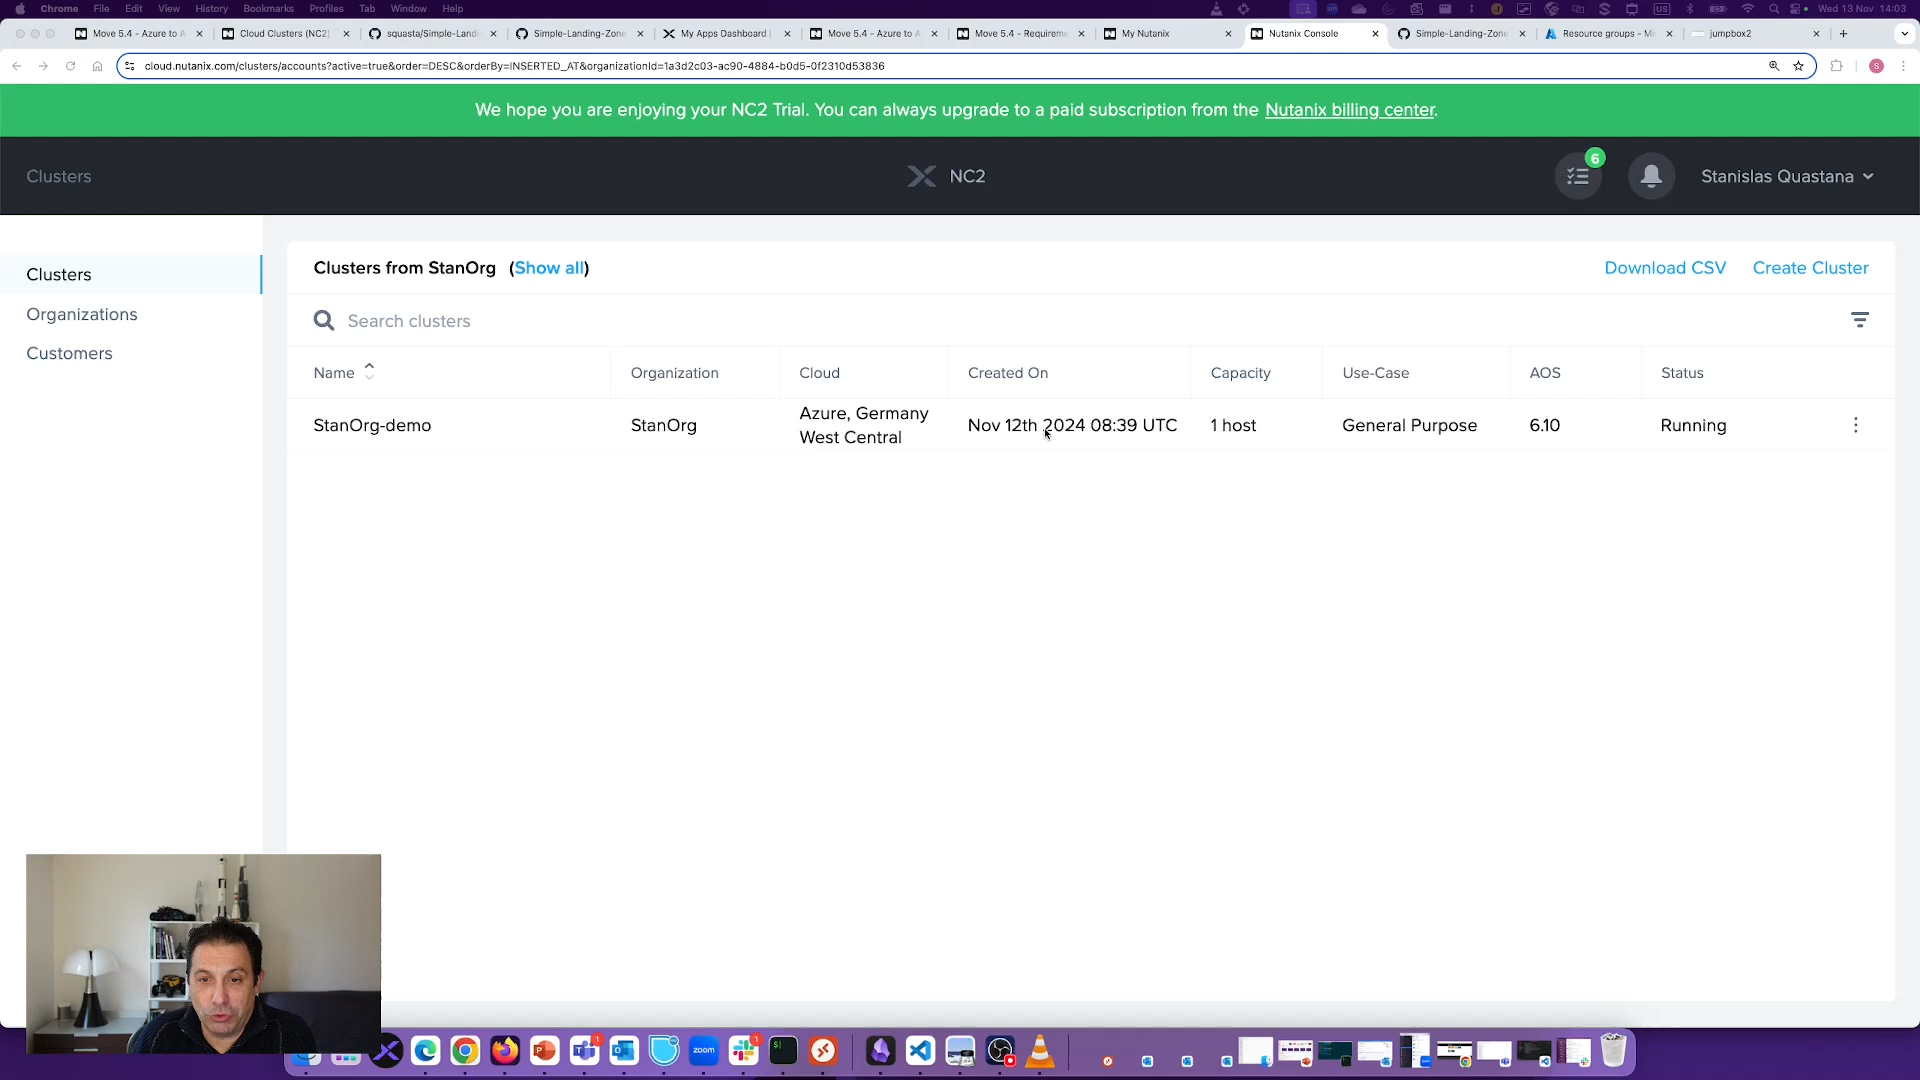 Chrome File Edit View History Bookmarks Profiles Tab Window Help
US Wed 13 Nov 14:03
Move 5.4 - Azure to A
Cloud Clusters (NC2)
squasta/Simple-Landi
Simple-Landing-Zone
My Apps Dashboard |
Move 5.4 - Azure to A
Move 5.4 - Requireme
My Nutanix
Nutanix Console
Simple-Landing-Zone
Resource groups - Mi
jumpbox2
cloud.nutanix.com/clusters/accounts?active=true&order=DESC&orderBy=INSERTED_AT&organizationId=1a3d2c03-ac90-4884-b0d5-0f2310d53836
S
We hope you are enjoying your NC2 Trial. You can always upgrade to a paid subscription from the Nutanix billing center.
Clusters
NC2
6
Stanislas Quastana
Clusters
Organizations
Customers
Clusters from StanOrg (Show all)
Download CSV Create Cluster
Search clusters
Name Organization Cloud Created On Capacity Use-Case AOS Status
StanOrg-demo StanOrg Azure, Germany West Central Nov 12th 2024 08:39 UTC 1 host General Purpose 6.10 Running
zoom
1
1